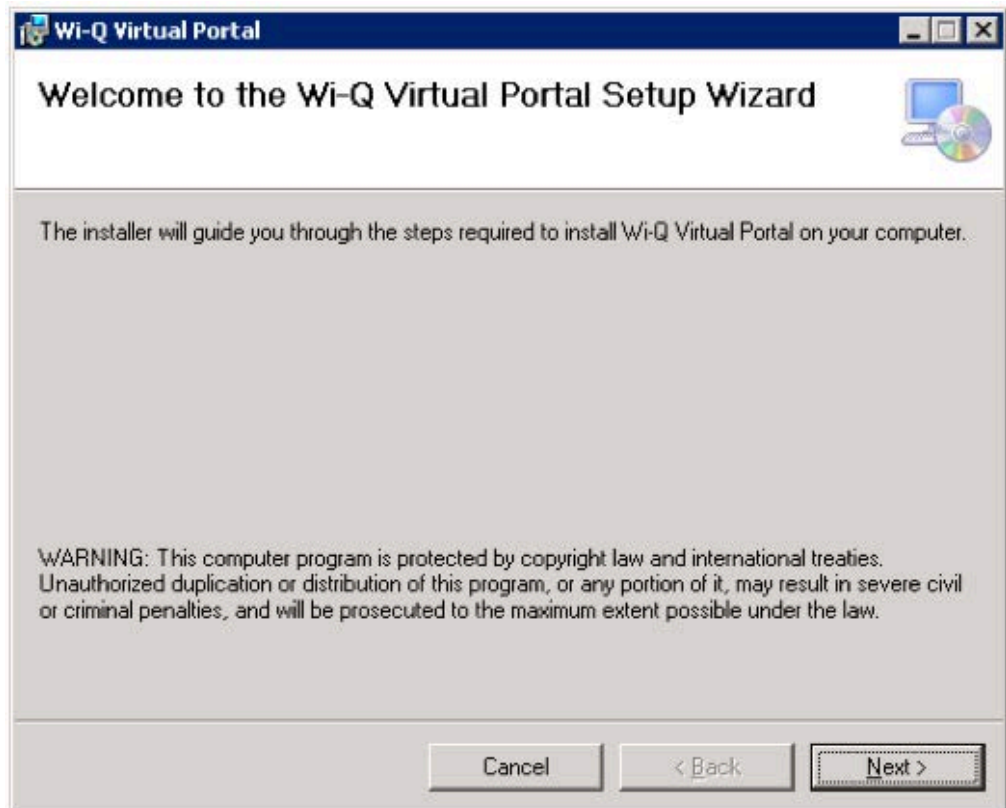 Wi-Q Virtual Portal
Welcome to the Wi-Q Virtual Portal Setup Wizard
The installer will guide you through the steps required to install Wi-Q Virtual Portal on your computer.
WARNING: This computer program is protected by copyright law and international treaties.
Unauthorized duplication or distribution of this program, or any portion of it, may result in severe civil
or criminal penalties, and will be prosecuted to the maximum extent possible under the law.
Cancel
< Back
Next >